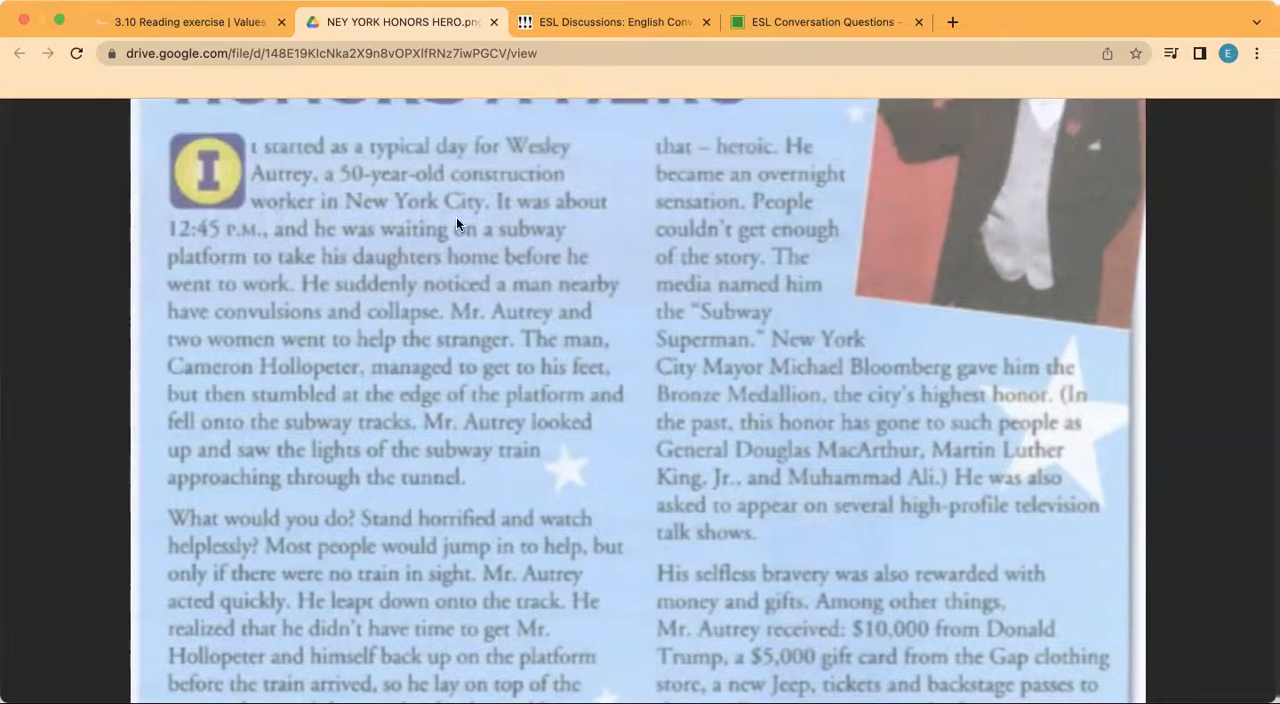 3.10 Reading exercise | Values
NEY YORK HONORS HERO.png
ESL Discussions: English Conv
ESL Conversation Questions –
drive.google.com/file/d/148E19KIcNka2X9n8vOPXlfRNz7iwPGCV/view
E
HONORS A HERO
It started as a typical day for Wesley
Autrey, a 50-year-old construction
worker in New York City. It was about
12:45 P.M., and he was waiting on a subway
platform to take his daughters home before he
went to work. He suddenly noticed a man nearby
have convulsions and collapse. Mr. Autrey and
two women went to help the stranger. The man,
Cameron Hollopeter, managed to get to his feet,
but then stumbled at the edge of the platform and
fell onto the subway tracks. Mr. Autrey looked
up and saw the lights of the subway train
approaching through the tunnel.
What would you do? Stand horrified and watch
helplessly? Most people would jump in to help, but
only if there were no train in sight. Mr. Autrey
acted quickly. He leapt down onto the track. He
realized that he didn't have time to get Mr.
Hollopeter and himself back up on the platform
before the train arrived, so he lay on top of the
that – heroic. He
became an overnight
sensation. People
couldn't get enough
of the story. The
media named him
the "Subway
Superman." New York
City Mayor Michael Bloomberg gave him the
Bronze Medallion, the city's highest honor. (In
the past, this honor has gone to such people as
General Douglas MacArthur, Martin Luther
King, Jr., and Muhammad Ali.) He was also
asked to appear on several high-profile television
talk shows.
His selfless bravery was also rewarded with
money and gifts. Among other things,
Mr. Autrey received: $10,000 from Donald
Trump, a $5,000 gift card from the Gap clothing
store, a new Jeep, tickets and backstage passes to